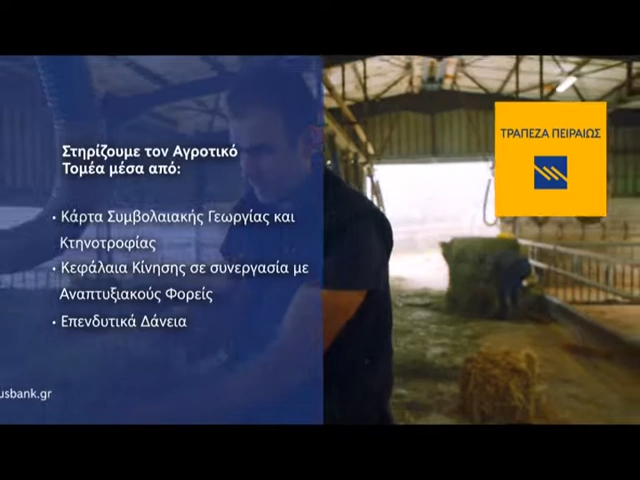 ΤΡΑΠΕΖΑ ΠΕΙΡΑΙΩΣ
Στηρίζουμε τον Αγροτικό
Τομέα μέσα από:
• Κάρτα Συμβολαιακής Γεωργίας και
Κτηνοτροφίας
• Κεφάλαια Κίνησης σε συνεργασία με
Αναπτυξιακούς Φορείς
• Επενδυτικά Δάνεια
usbank.gr